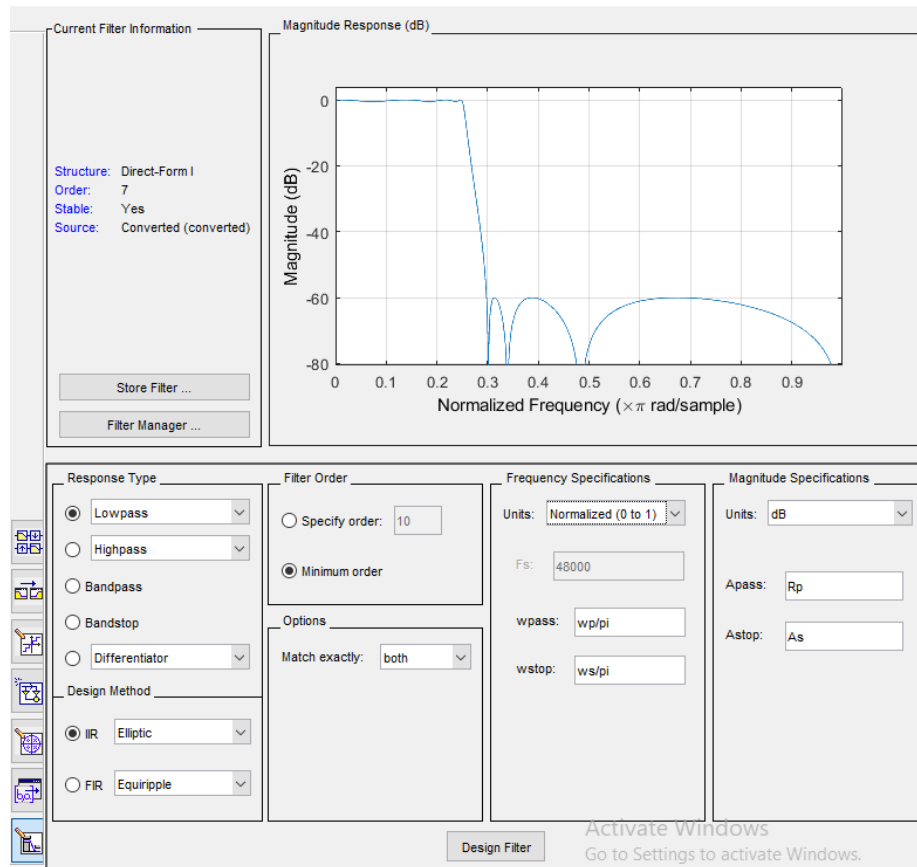 Current Filter Information
Structure: Direct-Form I
Order: 7
Stable: Yes
Source: Converted (converted)
Store Filter ...
Filter Manager ...
Magnitude Response (dB)
Magnitude (dB)
0
-20
-40
-60
-80
0 0.1 0.2 0.3 0.4 0.5 0.6 0.7 0.8 0.9
Normalized Frequency (×π rad/sample)
Response Type
Lowpass
Highpass
Bandpass
Bandstop
Differentiator
Design Method
IIR Elliptic
FIR Equiripple
Filter Order
Specify order: 10
Minimum order
Options
Match exactly: both
Frequency Specifications
Units: Normalized (0 to 1)
Fs: 48000
wpass: wp/pi
wstop: ws/pi
Magnitude Specifications
Units: dB
Apass: Rp
Astop: As
Design Filter
Activate Windows
Go to Settings to activate Windows.